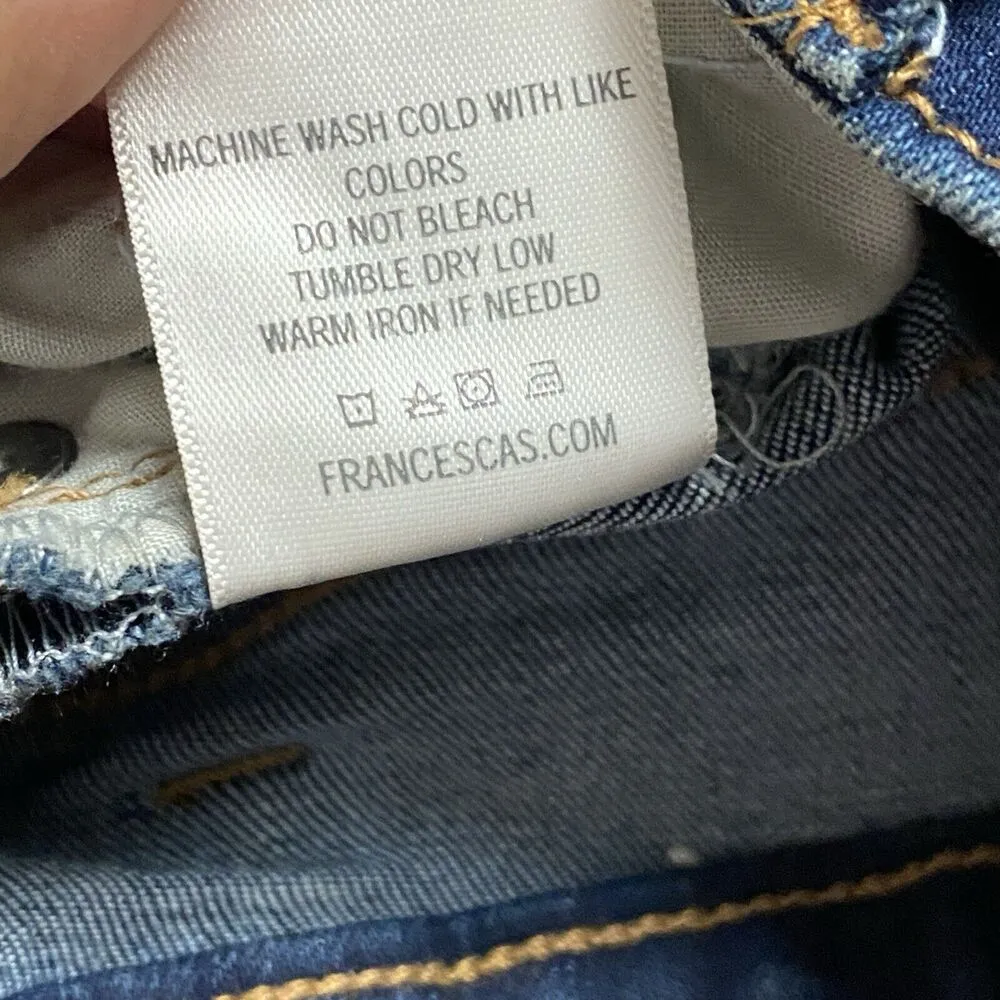 MACHINE WASH COLD WITH LIKE
COLORS
DO NOT BLEACH
TUMBLE DRY LOW
WARM IRON IF NEEDED
FRANCESCAS.COM